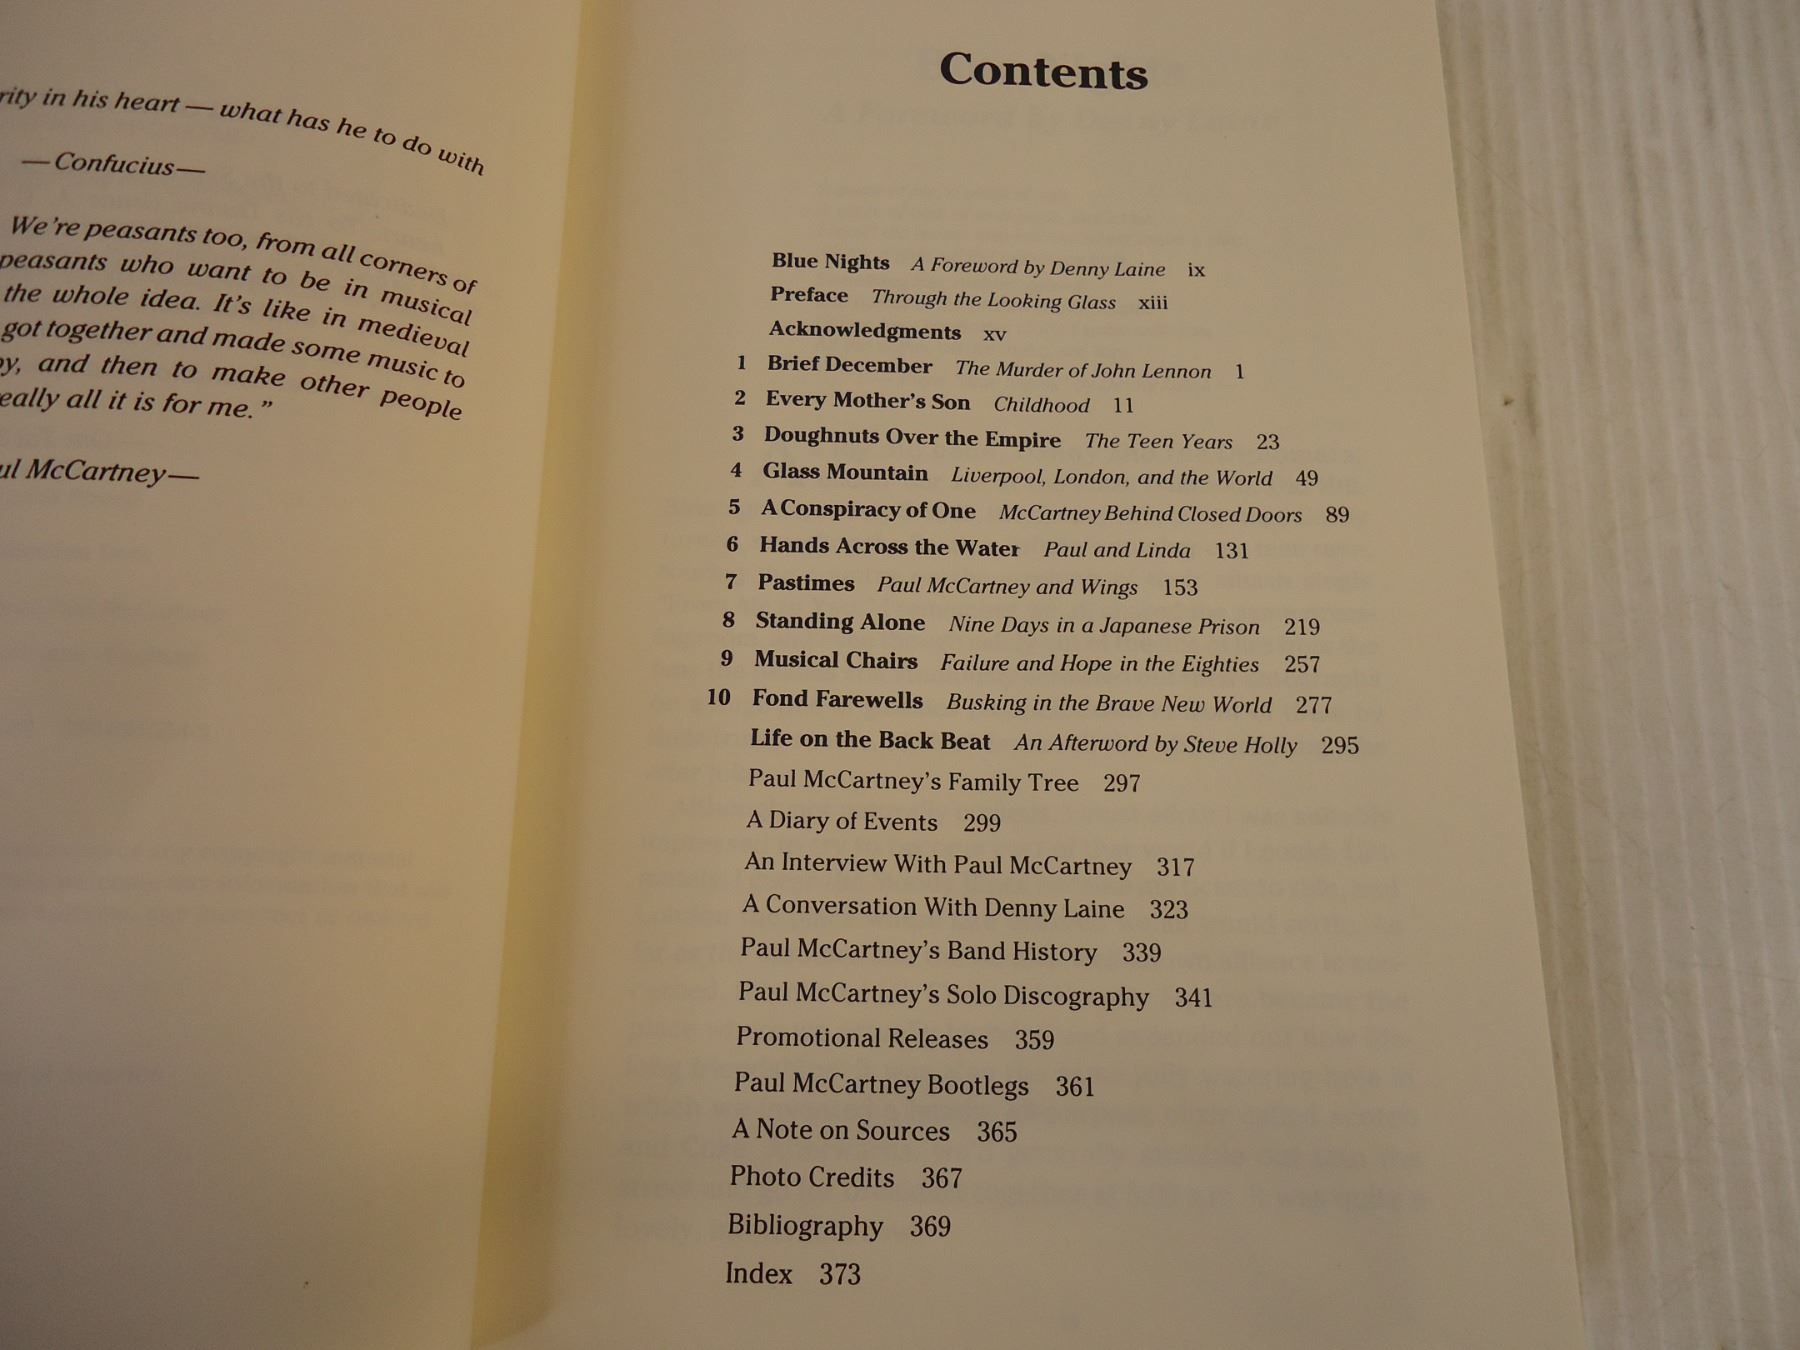 in his heart — what has he to do with
—Confucius—
We're peasants too, from all corners of
peasants who want to be in musical
the whole idea. It's like in medieval
got together and made some music to
and then to make other people
all it is for me."
McCartney—
Contents
Blue Nights A Foreword by Denny Laine ix
Preface Through the Looking Glass xiii
Acknowledgments xv
1 Brief December The Murder of John Lennon 1
2 Every Mother's Son Childhood 11
3 Doughnuts Over the Empire The Teen Years 23
4 Glass Mountain Liverpool, London, and the World 49
5 A Conspiracy of One McCartney Behind Closed Doors 89
6 Hands Across the Water Paul and Linda 131
7 Pastimes Paul McCartney and Wings 153
8 Standing Alone Nine Days in a Japanese Prison 219
9 Musical Chairs Failure and Hope in the Eighties 257
10 Fond Farewells Busking in the Brave New World 277
Life on the Back Beat An Afterword by Steve Holly 295
Paul McCartney's Family Tree 297
A Diary of Events 299
An Interview With Paul McCartney 317
A Conversation With Denny Laine 323
Paul McCartney's Band History 339
Paul McCartney's Solo Discography 341
Promotional Releases 359
Paul McCartney Bootlegs 361
A Note on Sources 365
Photo Credits 367
Bibliography 369
Index 373